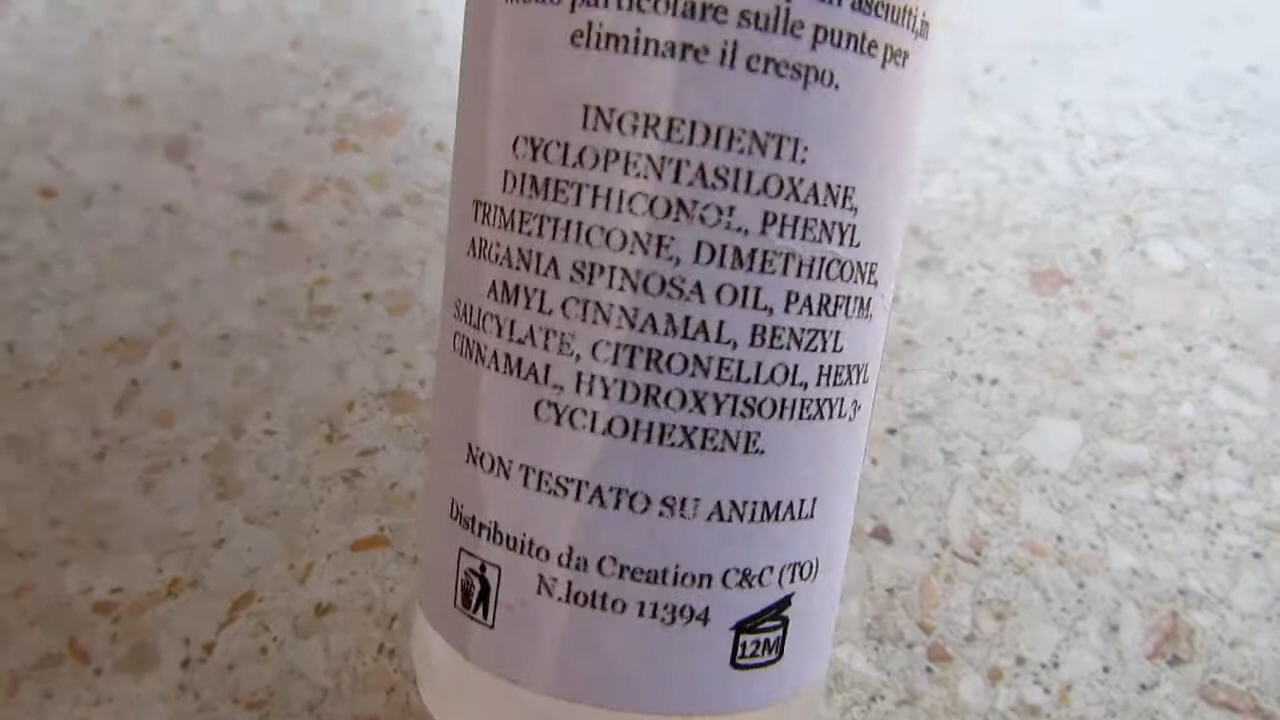 asciutti, in
modo particolare sulle punte per
eliminare il crespo.
INGREDIENTI:
CYCLOPENTASILOXANE,
DIMETHICONOL, PHENYL
TRIMETHICONE, DIMETHICONE,
ARGANIA SPINOSA OIL, PARFUM,
AMYL CINNAMAL, BENZYL
SALICYLATE, CITRONELLOL, HEXYL
CINNAMAL, HYDROXYISOHEXYL 3-
CYCLOHEXENE.
NON TESTATO SU ANIMALI
Distribuito da Creation C&C (TO)
N.lotto 11394
12M